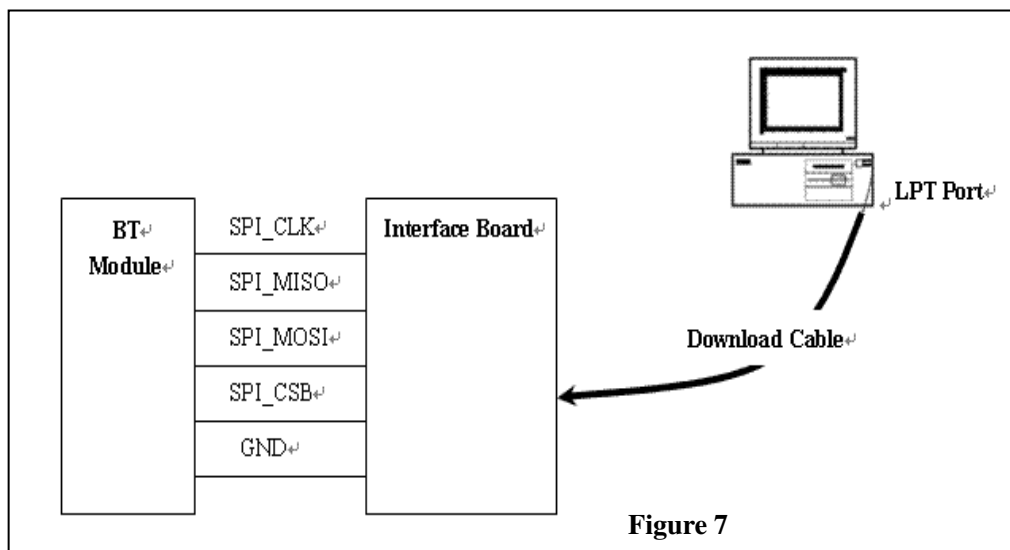 LPT Port↵
BT↵
Module↵
SPI_CLK↵
Interface Board↵
SPI_MISO↵
SPI_MOSI↵
Download Cable↵
SPI_CSB↵
GND↵
Figure 7